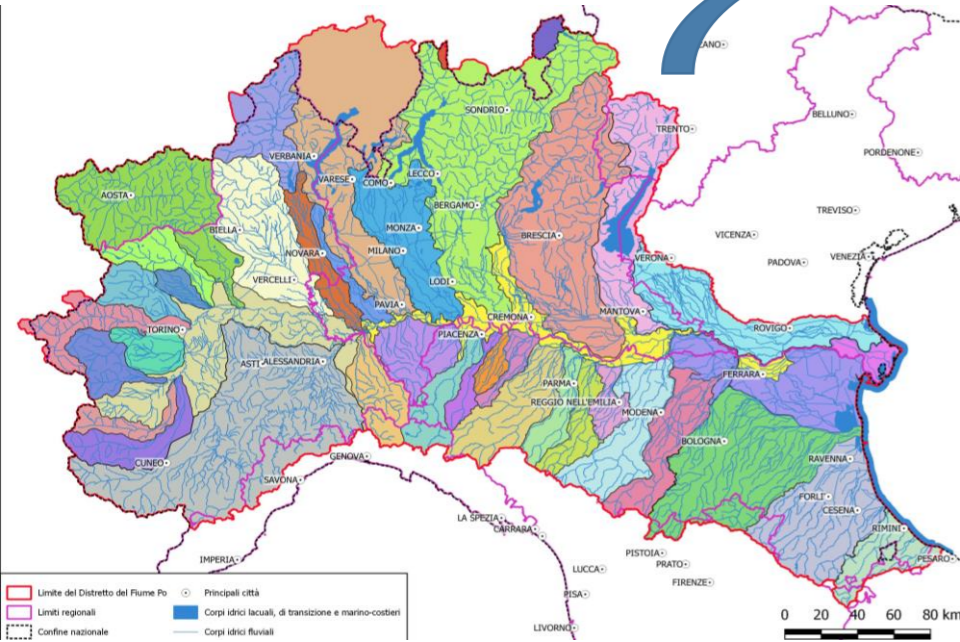 ZANO
BELLUNO
SONDRIO
TRENTO
PORDENONE
VERBANIA
VARESE
COMO
LECCO
AOSTA
BERGAMO
TREVISO
BIELLA
MONZA
BRESCIA
VICENZA
NOVARA
MILANO
VERONA
PADOVA
VENEZIA
VERCELLI
LODI
PAVIA
CREMONA
MANTOVA
ROVIGO
TORINO
PIACENZA
ASTI
ALESSANDRIA
FERRARA
PARMA
REGGIO NELL'EMILIA
MODENA
BOLOGNA
CUNEO
GENOVA
RAVENNA
SAVONA
FORLI'
CESENA
LA SPEZIA
CARRARA
RIMINI
IMPERIA
PISTOIA
PRATO
PESARO
LUCCA
FIRENZE
PISA
LIVORNO
Limite del Distretto del Fiume Po
Principali città
Limiti regionali
Corpi idrici lacuali, di transizione e marino-costieri
Confine nazionale
Corpi idrici fluviali
0 20 40 60 80 km